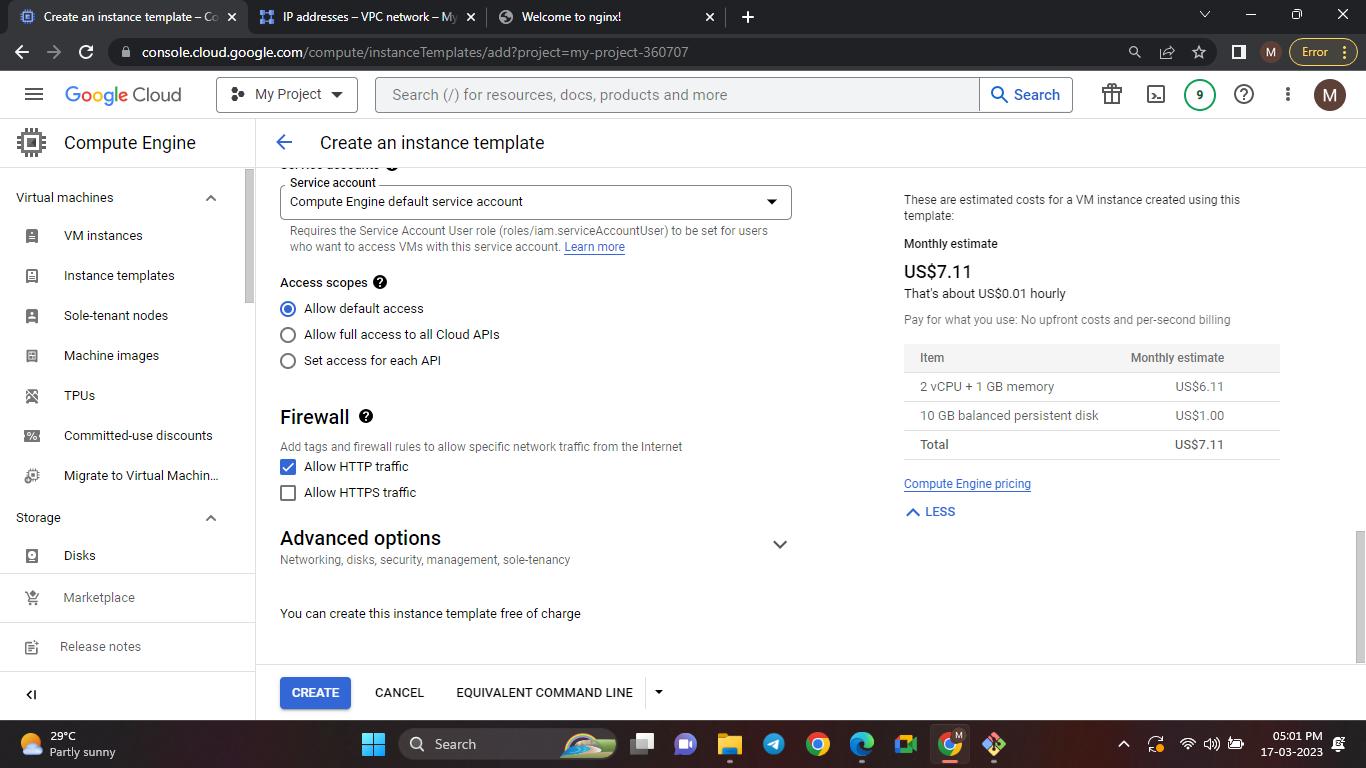 Create an instance template – Co
IP addresses – VPC network – My
Welcome to nginx!
console.cloud.google.com/compute/instanceTemplates/add?project=my-project-360707
M
Error
Google Cloud
My Project
Search (/) for resources, docs, products and more
Search
9
M
Compute Engine
Create an instance template
Virtual machines
VM instances
Instance templates
Sole-tenant nodes
Machine images
TPUs
Committed-use discounts
Migrate to Virtual Machin...
Storage
Disks
Marketplace
Release notes
Service account
Compute Engine default service account
Requires the Service Account User role (roles/iam.serviceAccountUser) to be set for users
who want to access VMs with this service account. Learn more
Access scopes
Allow default access
Allow full access to all Cloud APIs
Set access for each API
Firewall
Add tags and firewall rules to allow specific network traffic from the Internet
Allow HTTP traffic
Allow HTTPS traffic
Advanced options
Networking, disks, security, management, sole-tenancy
You can create this instance template free of charge
These are estimated costs for a VM instance created using this
template:
Monthly estimate
US$7.11
That's about US$0.01 hourly
Pay for what you use: No upfront costs and per-second billing
Item Monthly estimate
2 vCPU + 1 GB memory US$6.11
10 GB balanced persistent disk US$1.00
Total US$7.11
Compute Engine pricing
LESS
CREATE
CANCEL
EQUIVALENT COMMAND LINE
29°C
Partly sunny
Search
M
05:01 PM
17-03-2023